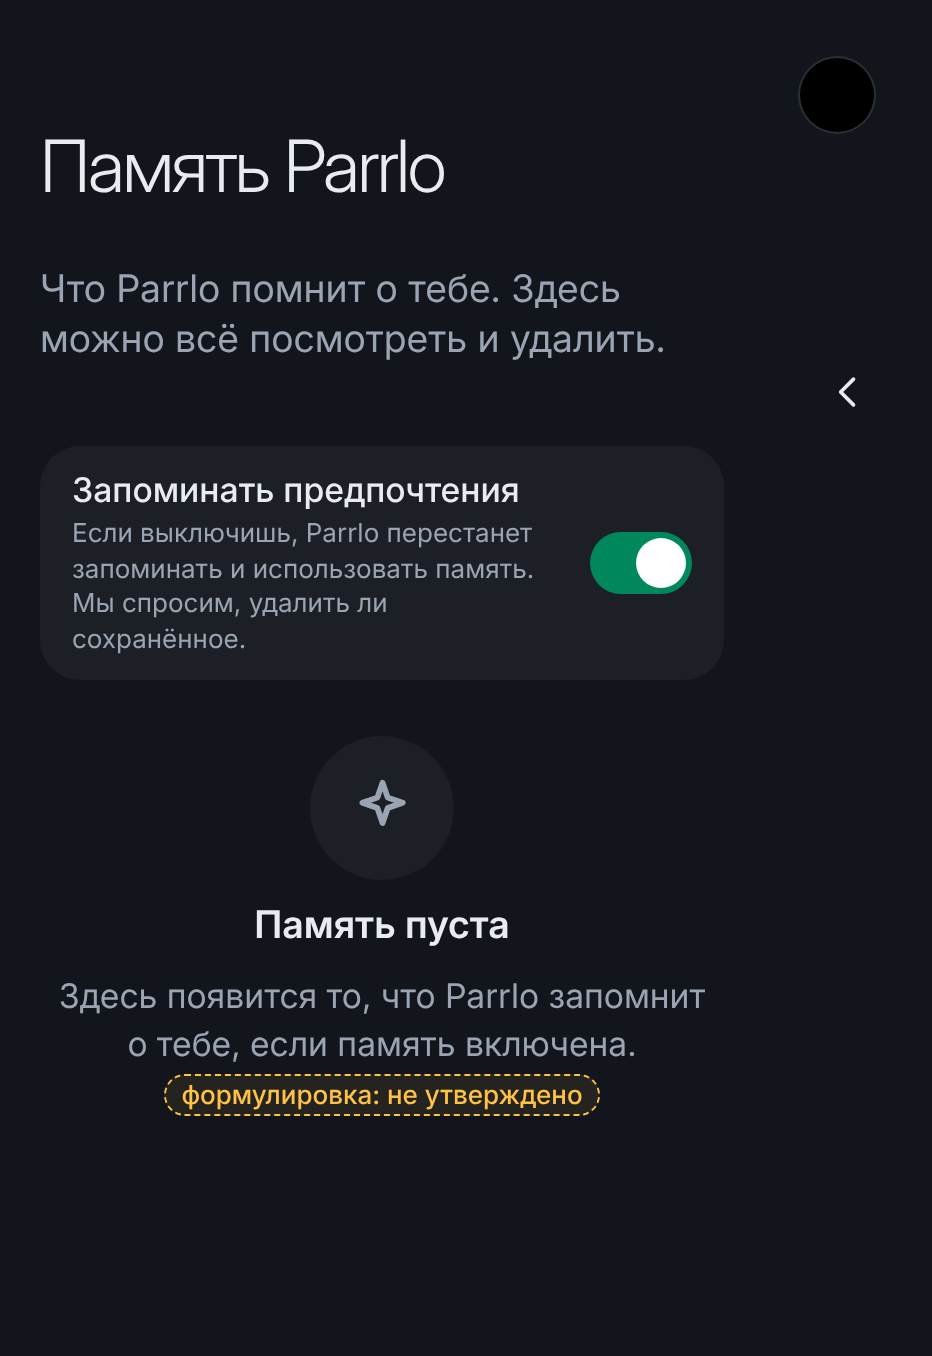 Память Parrlo
Что Parrlo помнит о тебе. Здесь
можно всё посмотреть и удалить.
Запоминать предпочтения
Если выключишь, Parrlo перестанет
запоминать и использовать память.
Мы спросим, удалить ли
сохранённое.
Память пуста
Здесь появится то, что Parrlo запомнит
о тебе, если память включена.
формулировка: не утверждено